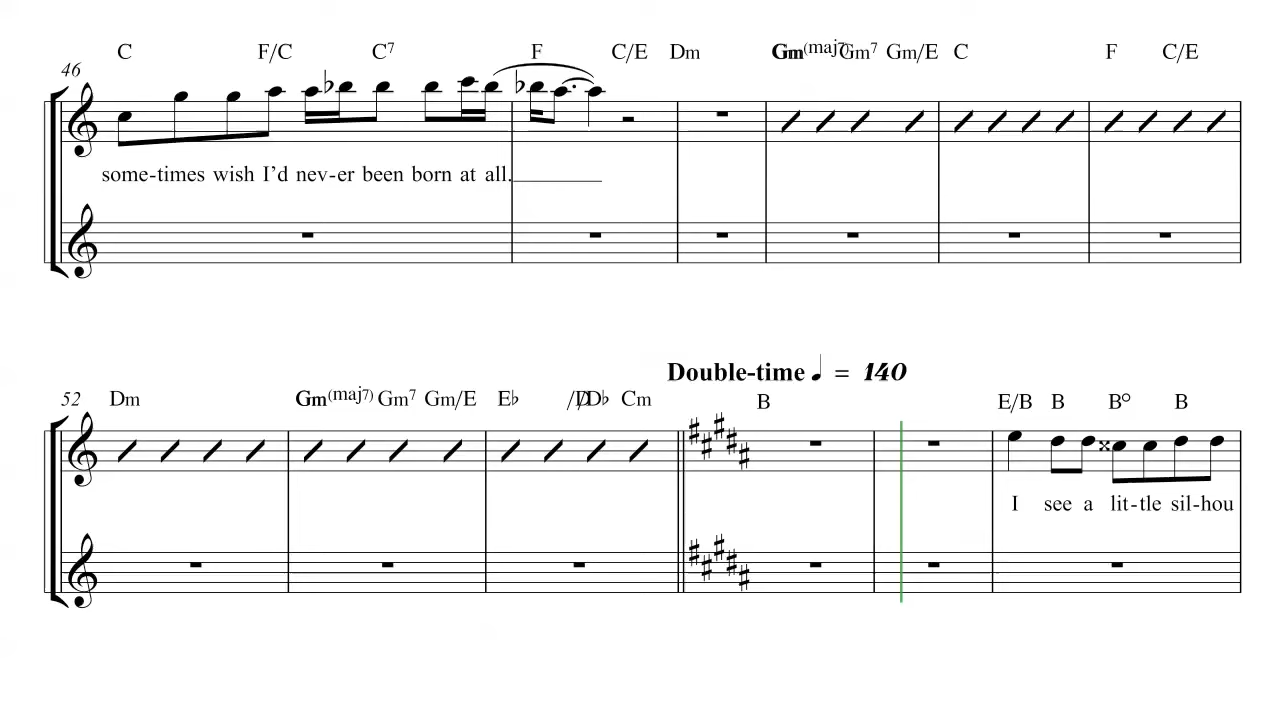 C F/C C7 F C/E Dm Gm(maj7) Gm7 Gm/E C F C/E
46
some-times wish I'd nev-er been born at all.
Double-time ♩ = 140
52 Dm Gm(maj7) Gm7 Gm/E E♭ /D D♭ Cm B E/B B B° B
I see a lit-tle sil-hou